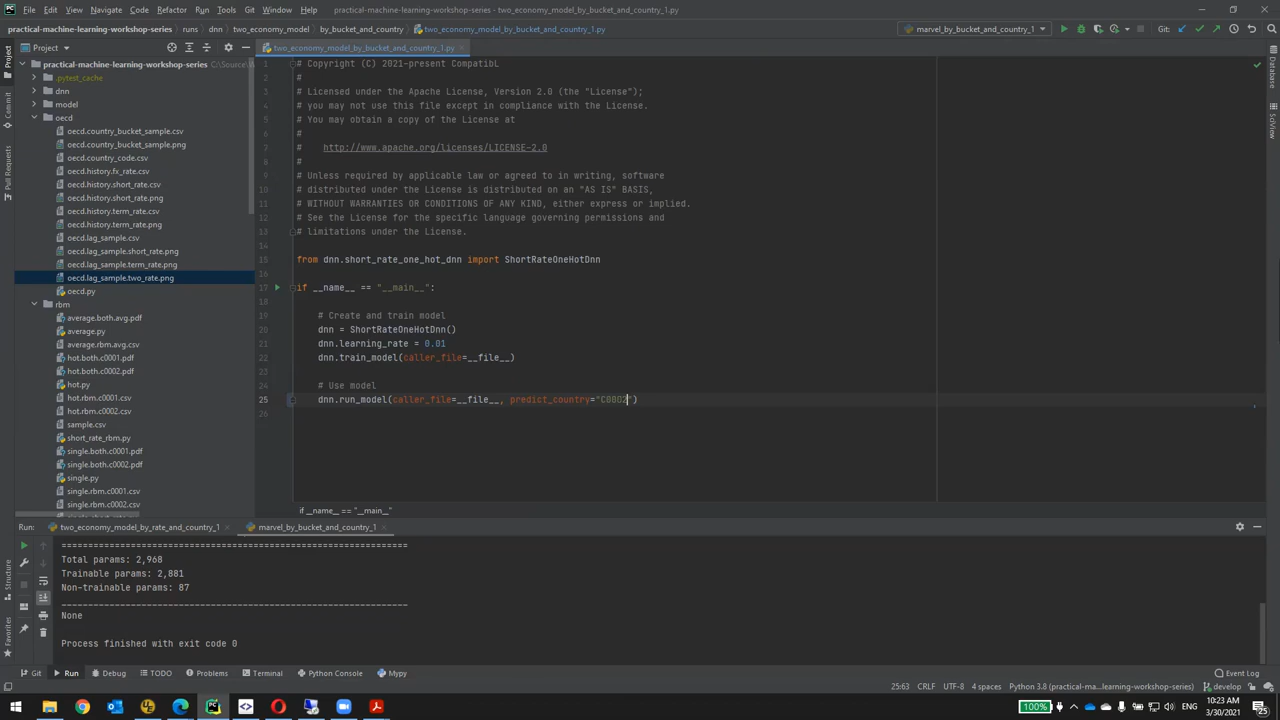 File Edit View Navigate Code Refactor Run Tools Git Window Help practical-machine-learning-workshop-series - two_economy_model_by_bucket_and_country_1.py
practical-machine-learning-workshop-series runs dnn two_economy_model by_bucket_and_country two_economy_model_by_bucket_and_country_1.py marvel_by_bucket_and_country_1 Git:
Project two_economy_model_by_bucket_and_country_1.py
practical-machine-learning-workshop-series C:\Source\
.pytest_cache
dnn
model
oecd
oecd.country_bucket_sample.csv
oecd.country_bucket_sample.png
oecd.country_code.csv
oecd.history.fx_rate.csv
oecd.history.short_rate.csv
oecd.history.short_rate.png
oecd.history.term_rate.csv
oecd.history.term_rate.png
oecd.lag_sample.csv
oecd.lag_sample.short_rate.png
oecd.lag_sample.term_rate.png
oecd.lag_sample.two_rate.png
oecd.py
rbm
average.both.avg.pdf
average.py
average.rbm.avg.csv
hot.both.c0001.pdf
hot.both.c0002.pdf
hot.py
hot.rbm.c0001.csv
hot.rbm.c0002.csv
sample.csv
short_rate_rbm.py
single.both.c0001.pdf
single.both.c0002.pdf
single.py
single.rbm.c0001.csv
single.rbm.c0002.csv
1 # Copyright (C) 2021-present CompatibL
2 #
3 # Licensed under the Apache License, Version 2.0 (the "License");
4 # you may not use this file except in compliance with the License.
5 # You may obtain a copy of the License at
6 #
7 # http://www.apache.org/licenses/LICENSE-2.0
8 #
9 # Unless required by applicable law or agreed to in writing, software
10 # distributed under the License is distributed on an "AS IS" BASIS,
11 # WITHOUT WARRANTIES OR CONDITIONS OF ANY KIND, either express or implied.
12 # See the License for the specific language governing permissions and
13 # limitations under the License.
14
15 from dnn.short_rate_one_hot_dnn import ShortRateOneHotDnn
16
17 if __name__ == "__main__":
18
19 # Create and train model
20 dnn = ShortRateOneHotDnn()
21 dnn.learning_rate = 0.01
22 dnn.train_model(caller_file=__file__)
23
24 # Use model
25 dnn.run_model(caller_file=__file__, predict_country="C0002")
26
if __name__ == "__main__"
Project
Commit
Pull Requests
Structure
Favorites
Database
SciView
Run: two_economy_model_by_rate_and_country_1 marvel_by_bucket_and_country_1
=================================================================
Total params: 2,968
Trainable params: 2,881
Non-trainable params: 87
_________________________________________________________________
None
Process finished with exit code 0
Git Run Debug TODO Problems Terminal Python Console Mypy Event Log
25:63 CRLF UTF-8 4 spaces Python 3.8 (practical-ma...-learning-workshop-series) develop
100% ENG 10:23 AM
3/30/2021 25